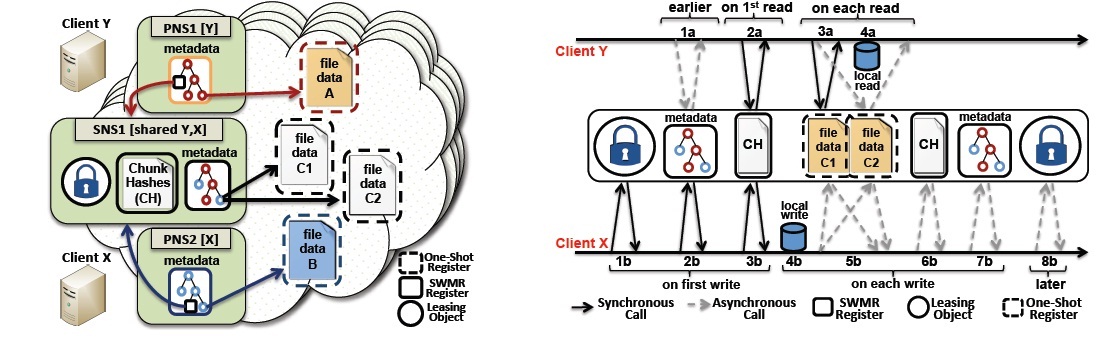 Client Y
PNS1 [Y]
metadata
file
data
A
SNS1 [shared Y,X]
metadata
Chunk
Hashes
(CH)
file
data
C1
file
data
C2
PNS2 [X]
metadata
file
data
B
Client X
One-Shot
Register
SWMR
Register
Leasing
Object
earlier
on 1st read
on each read
1a
2a
3a
4a
Client Y
local
read
metadata
CH
file
data
C1
file
data
C2
CH
metadata
local
write
Client X
1b
2b
3b
4b
5b
6b
7b
8b
on first write
on each write
later
Synchronous
Call
Asynchronous
Call
SWMR
Register
Leasing
Object
One-Shot
Register